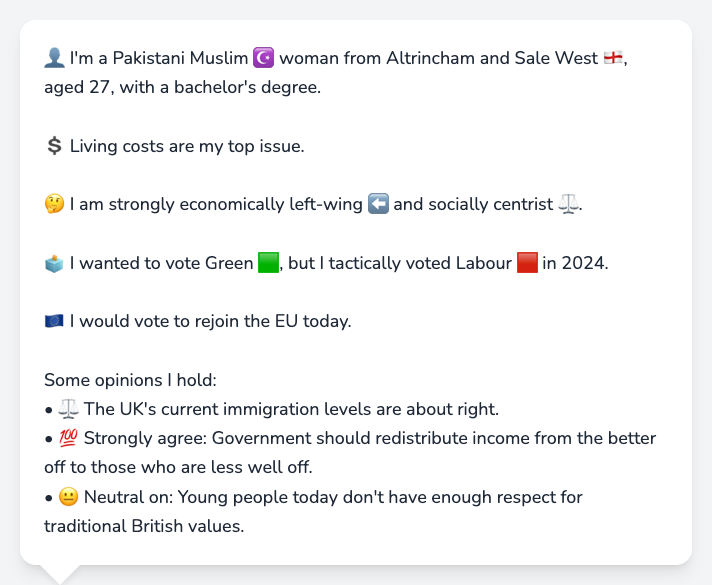 👤 I'm a Pakistani Muslim ☪️ woman from Altrincham and Sale West 🏴󠁧󠁢󠁥󠁮󠁧󠁿,
aged 27, with a bachelor's degree.
💲 Living costs are my top issue.
🤔 I am strongly economically left-wing ⬅️ and socially centrist ⚖️.
🗳️ I wanted to vote Green 🟩, but I tactically voted Labour 🟥 in 2024.
🇪🇺 I would vote to rejoin the EU today.
Some opinions I hold:
• ⚖️ The UK's current immigration levels are about right.
• 💯 Strongly agree: Government should redistribute income from the better
off to those who are less well off.
• 😐 Neutral on: Young people today don't have enough respect for
traditional British values.